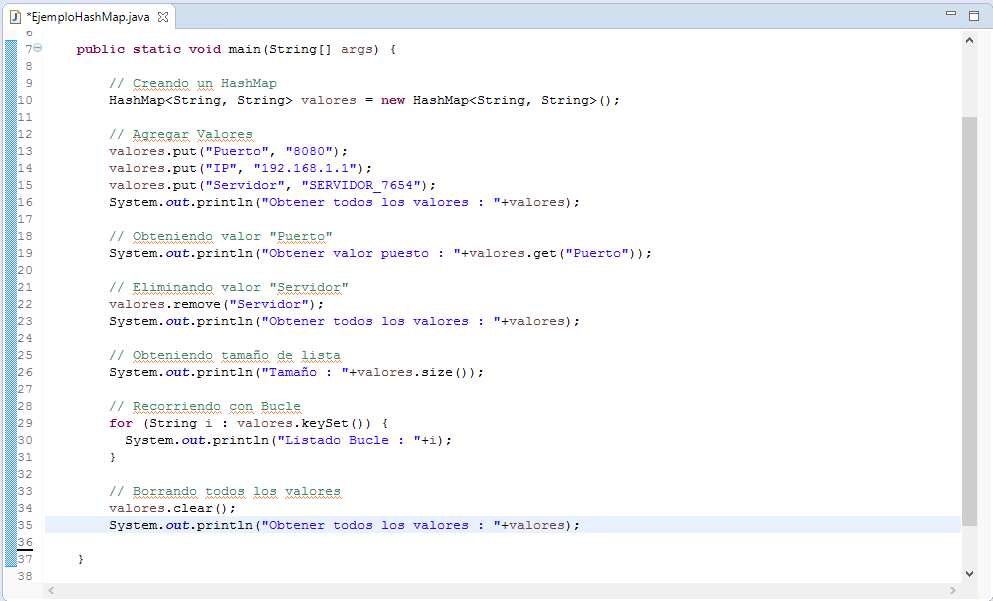 *EjemploHashMap.java
6
7 public static void main(String[] args) {
8
9 // Creando un HashMap
10 HashMap<String, String> valores = new HashMap<String, String>();
11
12 // Agregar Valores
13 valores.put("Puerto", "8080");
14 valores.put("IP", "192.168.1.1");
15 valores.put("Servidor", "SERVIDOR_7654");
16 System.out.println("Obtener todos los valores : "+valores);
17
18 // Obteniendo valor "Puerto"
19 System.out.println("Obtener valor puesto : "+valores.get("Puerto"));
20
21 // Eliminando valor "Servidor"
22 valores.remove("Servidor");
23 System.out.println("Obtener todos los valores : "+valores);
24
25 // Obteniendo tamaño de lista
26 System.out.println("Tamaño : "+valores.size());
27
28 // Recorriendo con Bucle
29 for (String i : valores.keySet()) {
30 System.out.println("Listado Bucle : "+i);
31 }
32
33 // Borrando todos los valores
34 valores.clear();
35 System.out.println("Obtener todos los valores : "+valores);
36
37 }
38